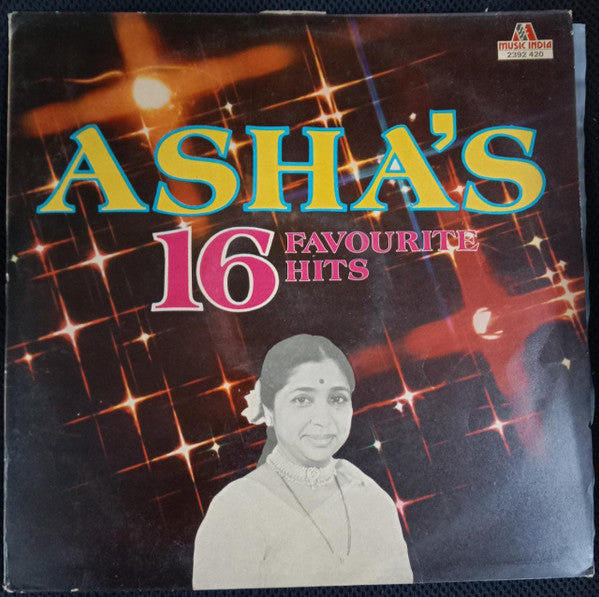 MUSIC INDIA
2392 420
ASHA'S
16 FAVOURITE
HITS